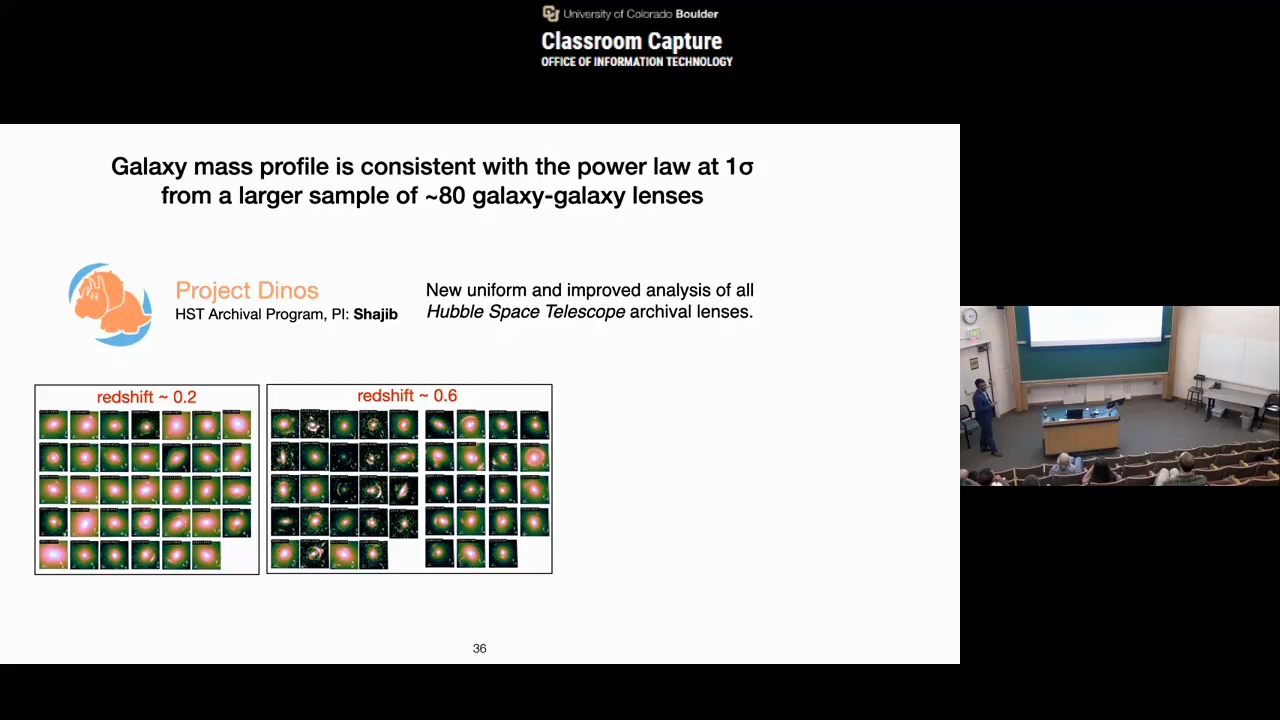 University of Colorado Boulder
Classroom Capture
OFFICE OF INFORMATION TECHNOLOGY
Galaxy mass profile is consistent with the power law at 1σ
from a larger sample of ~80 galaxy-galaxy lenses
Project Dinos
HST Archival Program, PI: Shajib
New uniform and improved analysis of all
Hubble Space Telescope archival lenses.
redshift ~ 0.2
redshift ~ 0.6
36